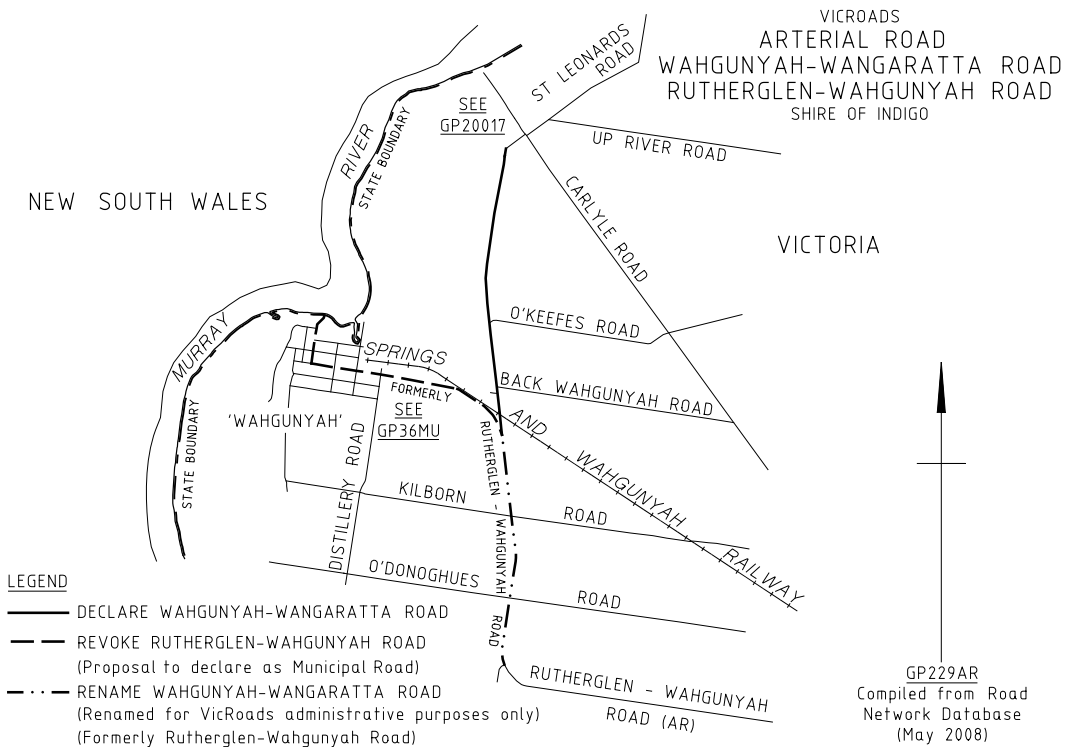 VICROADS
ARTERIAL ROAD
WAHGUNYAH-WANGARATTA ROAD
RUTHERGLEN-WAHGUNYAH ROAD
SHIRE OF INDIGO
ST LEONARDS
ROAD
SEE
GP20017
UP RIVER ROAD
RIVER
STATE BOUNDARY
NEW SOUTH WALES
CARLYLE ROAD
VICTORIA
O'KEEFES ROAD
MURRAY
SPRINGS
BACK WAHGUNYAH ROAD
FORMERLY
SEE
GP36MU
'WAHGUNYAH'
STATE BOUNDARY
AND
WAHGUNYAH
RAILWAY
RUTHERGLEN - WAHGUNYAH ROAD
DISTILLERY ROAD
KILBORN ROAD
O'DONOGHUES ROAD
RUTHERGLEN - WAHGUNYAH
ROAD (AR)
LEGEND
DECLARE WAHGUNYAH-WANGARATTA ROAD
REVOKE RUTHERGLEN-WAHGUNYAH ROAD
(Proposal to declare as Municipal Road)
RENAME WAHGUNYAH-WANGARATTA ROAD
(Renamed for VicRoads administrative purposes only)
(Formerly Rutherglen-Wahgunyah Road)
GP229AR
Compiled from Road
Network Database
(May 2008)